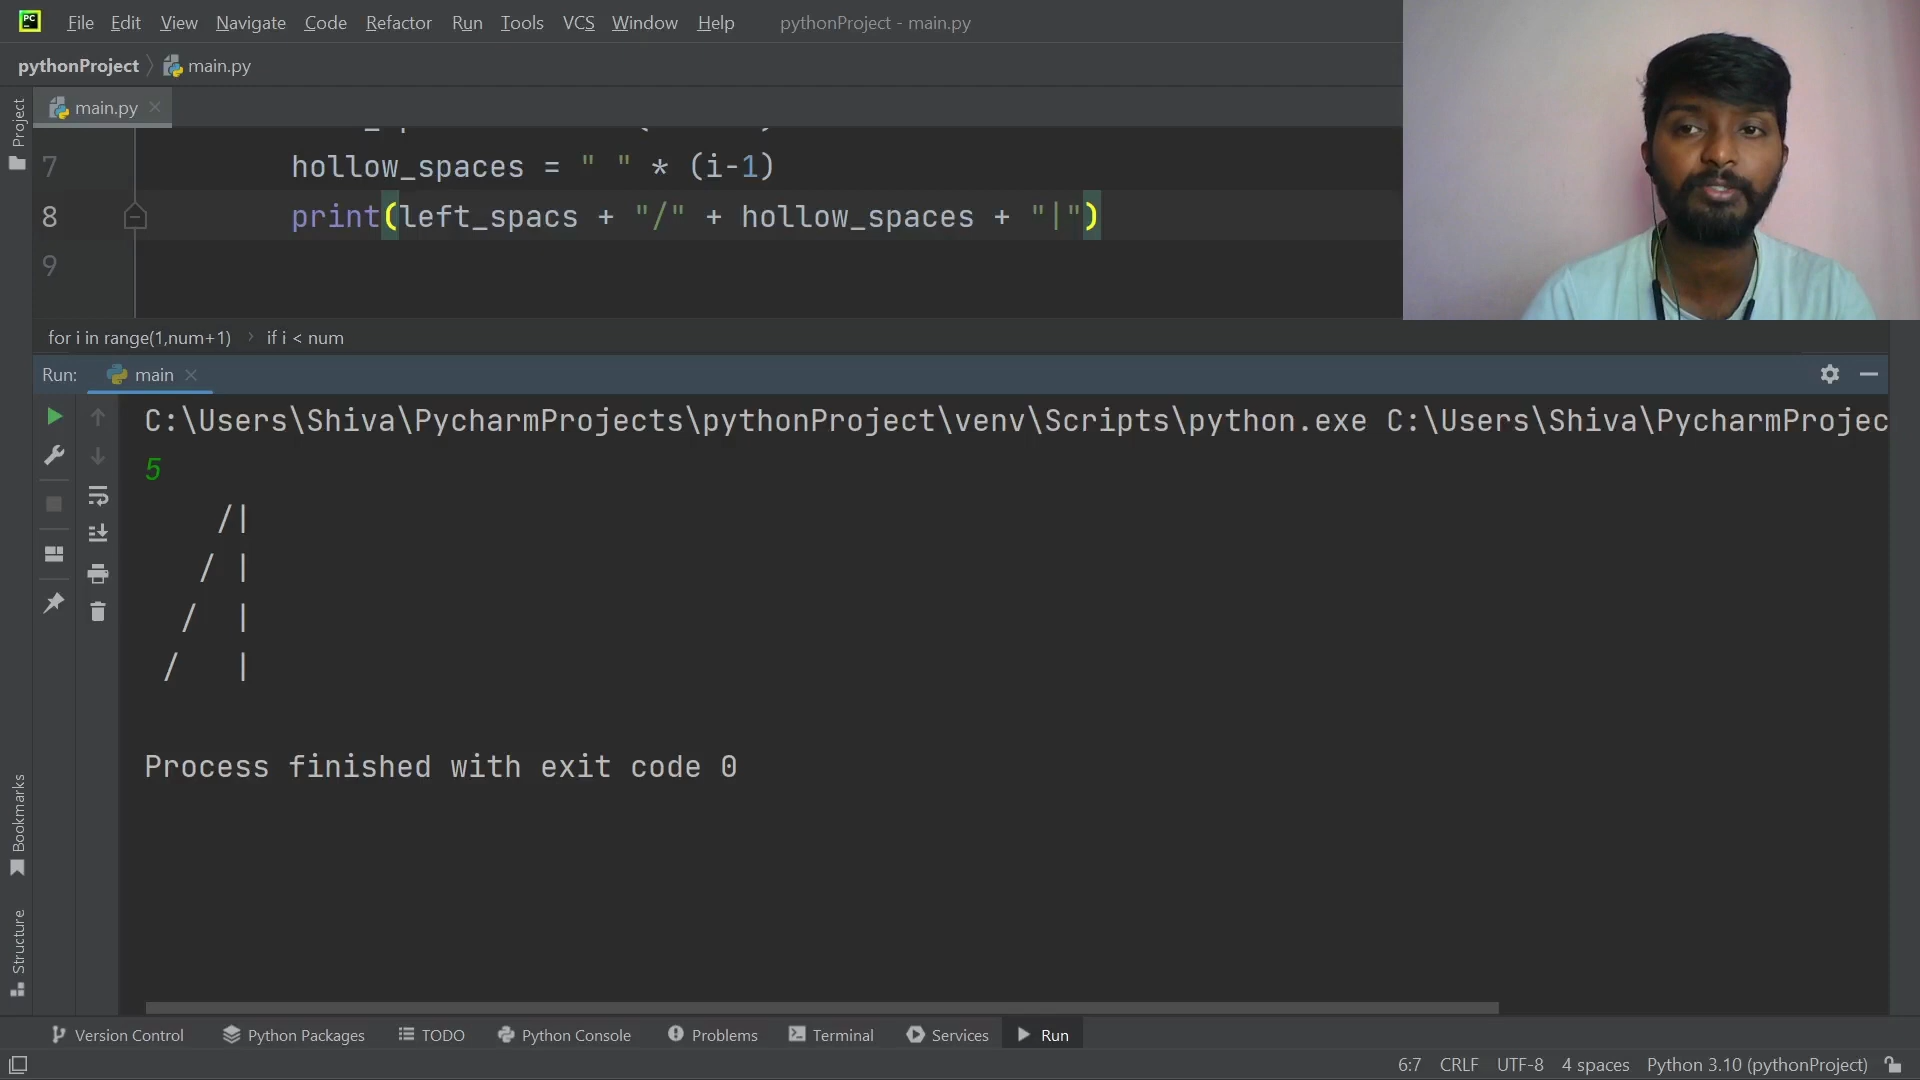 PC File Edit View Navigate Code Refactor Run Tools VCS Window Help pythonProject - main.py
pythonProject main.py
Project
main.py
7 hollow_spaces = " " * (i-1)
8 print(left_spacs + "/" + hollow_spaces + "|")
9
for i in range(1,num+1) › if i < num
Run: main
C:\Users\Shiva\PycharmProjects\pythonProject\venv\Scripts\python.exe C:\Users\Shiva\PycharmProjec
5
    /|
   / |
  /  |
 /   |
Process finished with exit code 0
Bookmarks
Structure
Version Control Python Packages TODO Python Console Problems Terminal Services Run
6:7 CRLF UTF-8 4 spaces Python 3.10 (pythonProject)